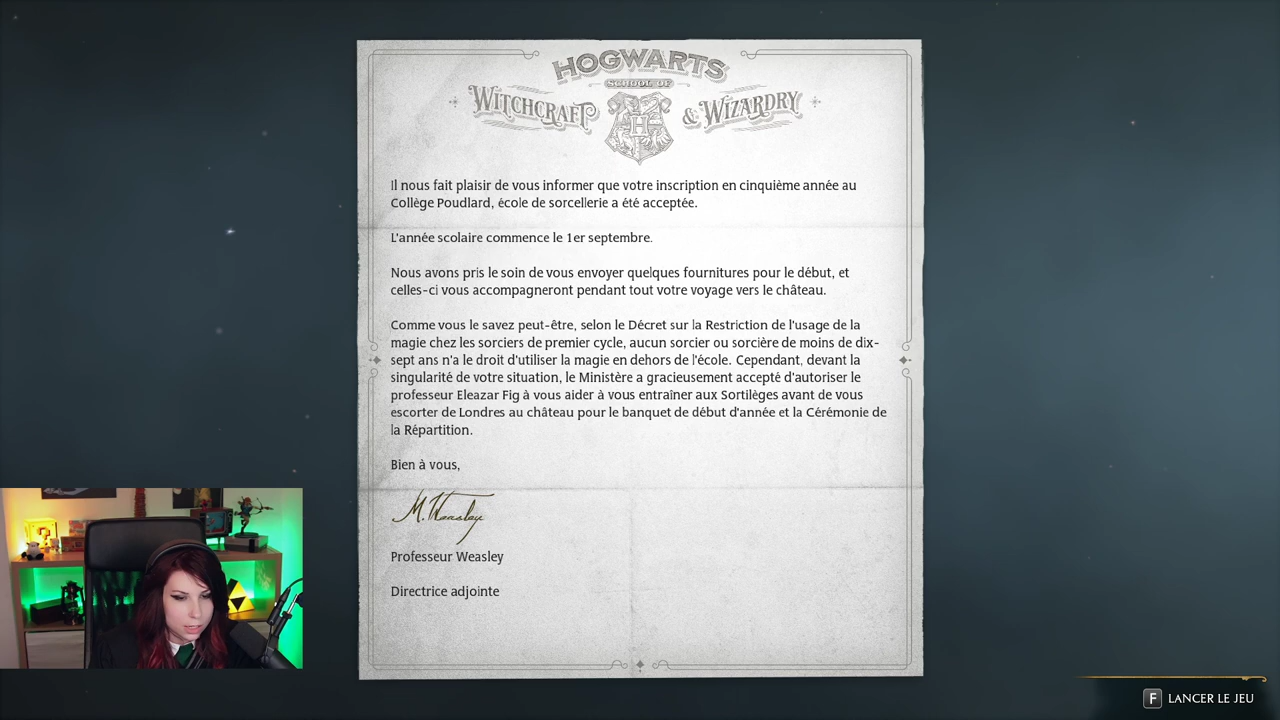 HOGWARTS
SCHOOL OF
WITCHCRAFT & WIZARDRY
H
Il nous fait plaisir de vous informer que votre inscription en cinquième année au
Collège Poudlard, école de sorcellerie a été acceptée.
L'année scolaire commence le 1er septembre.
Nous avons pris le soin de vous envoyer quelques fournitures pour le début, et
celles-ci vous accompagneront pendant tout votre voyage vers le château.
Comme vous le savez peut-être, selon le Décret sur la Restriction de l'usage de la
magie chez les sorciers de premier cycle, aucun sorcier ou sorcière de moins de dix-
sept ans n'a le droit d'utiliser la magie en dehors de l'école. Cependant, devant la
singularité de votre situation, le Ministère a gracieusement accepté d'autoriser le
professeur Eleazar Fig à vous aider à vous entraîner aux Sortilèges avant de vous
escorter de Londres au château pour le banquet de début d'année et la Cérémonie de
la Répartition.
Bien à vous,
M. Weasley
Professeur Weasley
Directrice adjointe
F LANCER LE JEU